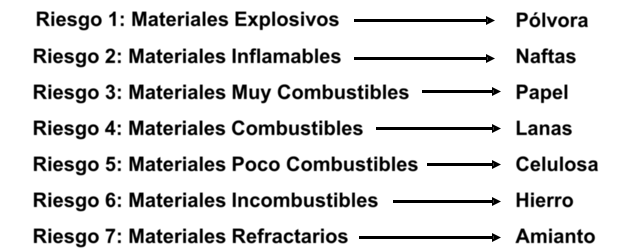 Riesgo 1: Materiales Explosivos Pólvora
Riesgo 2: Materiales Inflamables Naftas
Riesgo 3: Materiales Muy Combustibles Papel
Riesgo 4: Materiales Combustibles Lanas
Riesgo 5: Materiales Poco Combustibles Celulosa
Riesgo 6: Materiales Incombustibles Hierro
Riesgo 7: Materiales Refractarios Amianto